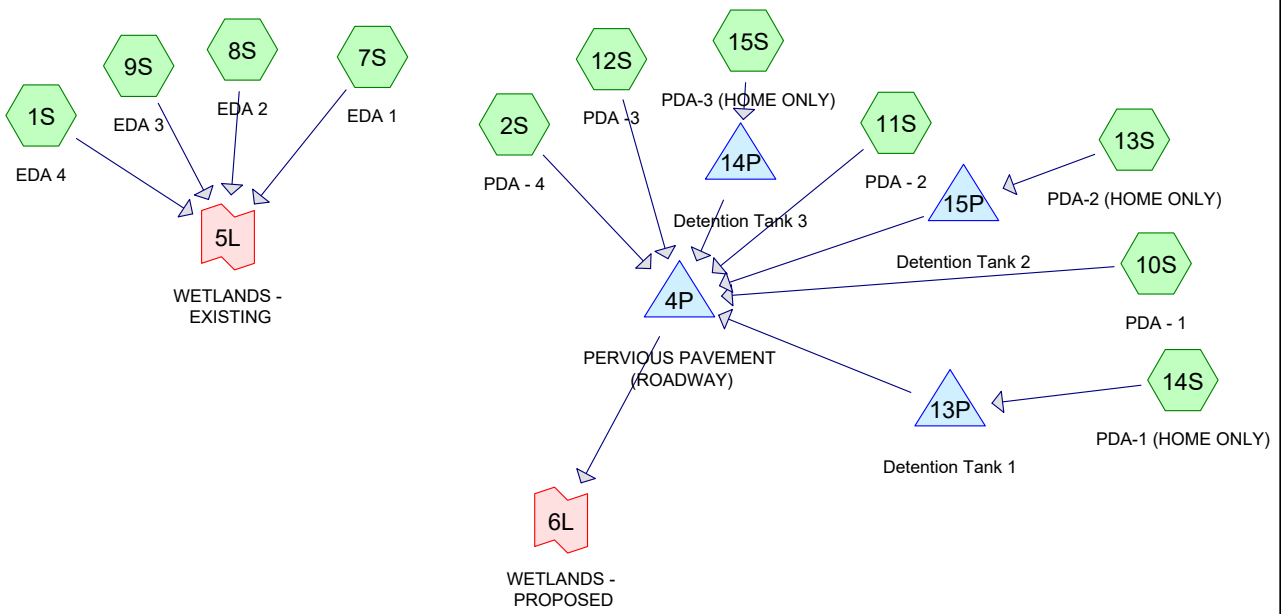 1S
EDA 4
9S
EDA 3
8S
EDA 2
7S
EDA 1
5L
WETLANDS -
EXISTING
2S
PDA - 4
12S
PDA -3
15S
PDA-3 (HOME ONLY)
14P
Detention Tank 3
11S
PDA - 2
15P
Detention Tank 2
13S
PDA-2 (HOME ONLY)
10S
PDA - 1
4P
PERVIOUS PAVEMENT
(ROADWAY)
13P
Detention Tank 1
14S
PDA-1 (HOME ONLY)
6L
WETLANDS -
PROPOSED